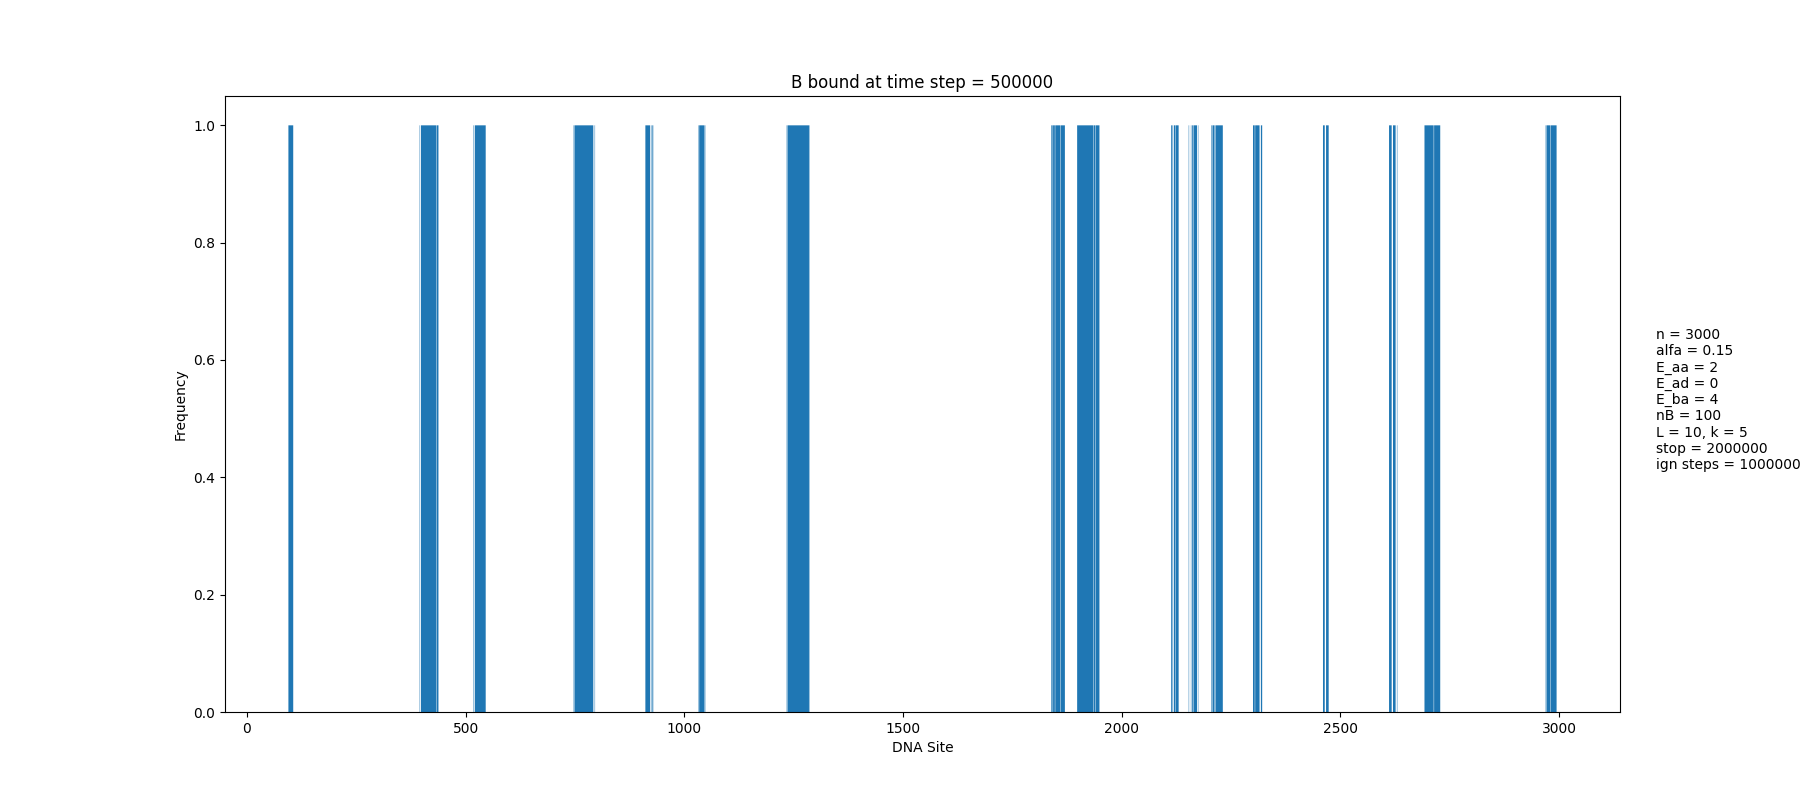 B bound at time step = 500000
1.0
0.8
0.6
0.4
0.2
0.0
Frequency
0 500 1000 1500 2000 2500 3000
DNA Site
n = 3000
alfa = 0.15
E_aa = 2
E_ad = 0
E_ba = 4
nB = 100
L = 10, k = 5
stop = 2000000
ign steps = 1000000